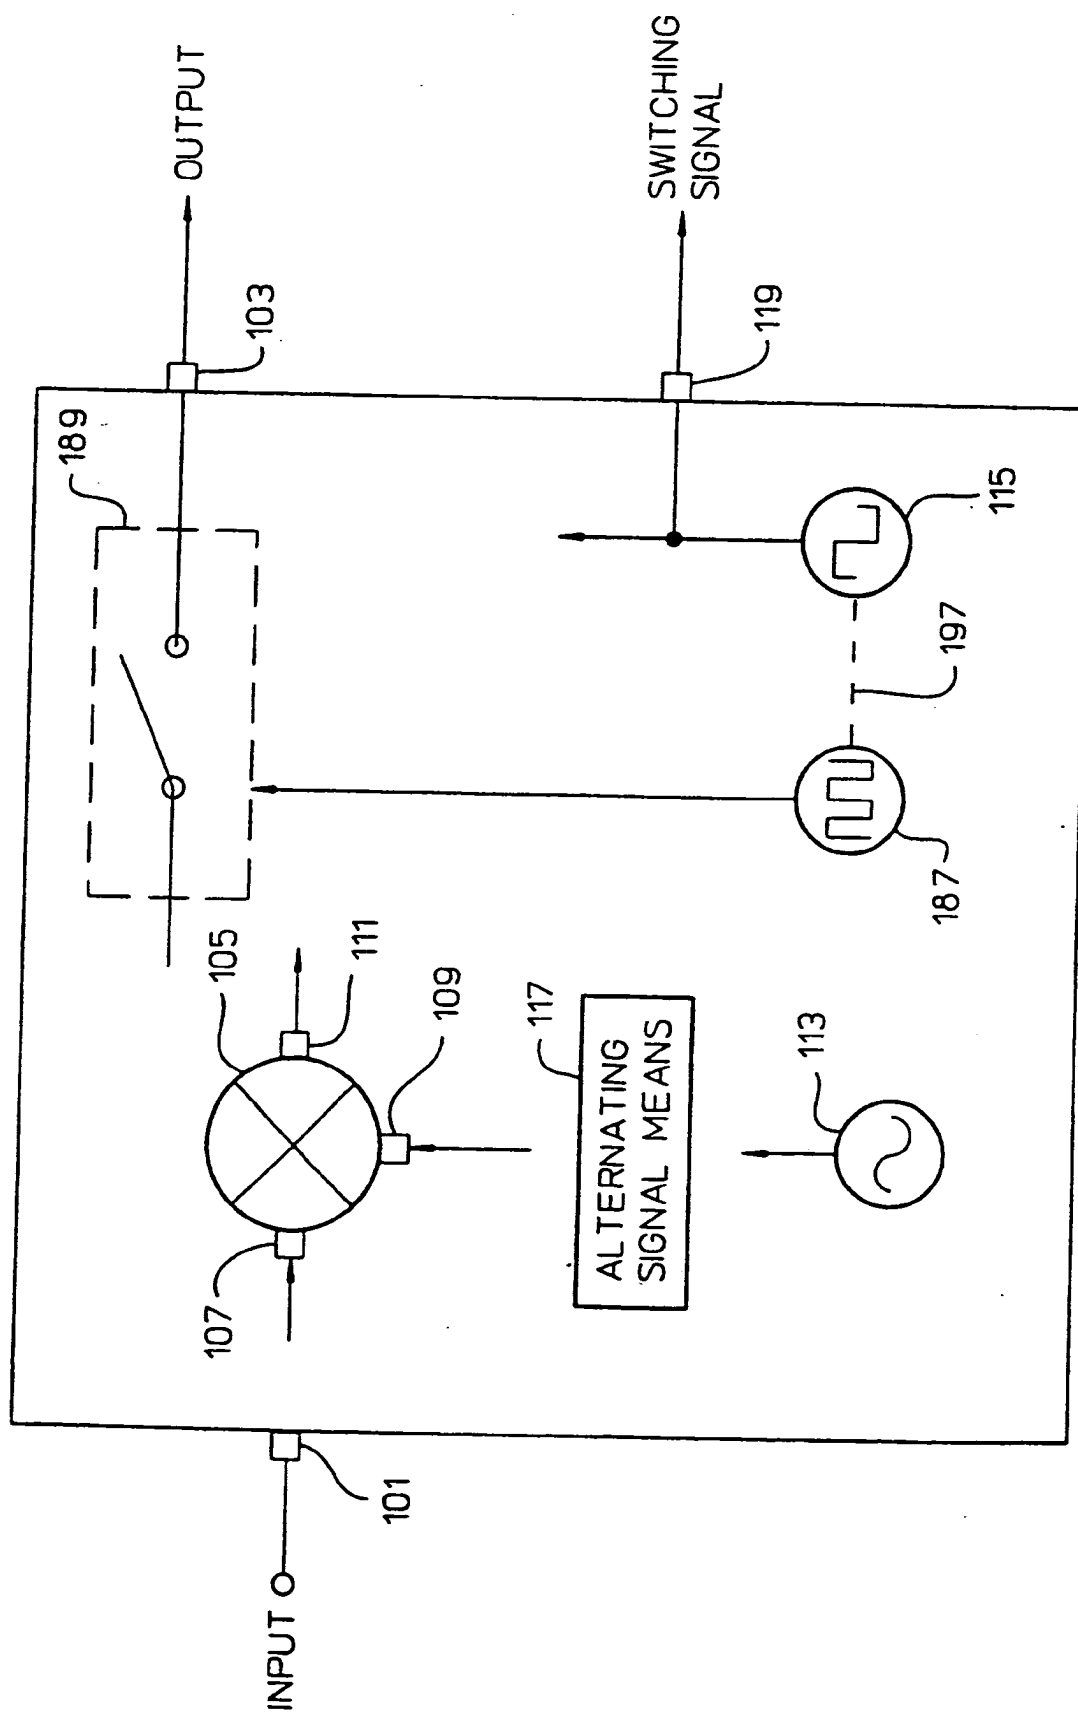 INPUT
101
107
105
111
109
117
ALTERNATING
SIGNAL MEANS
113
189
187
197
115
103
OUTPUT
119
SWITCHING
SIGNAL